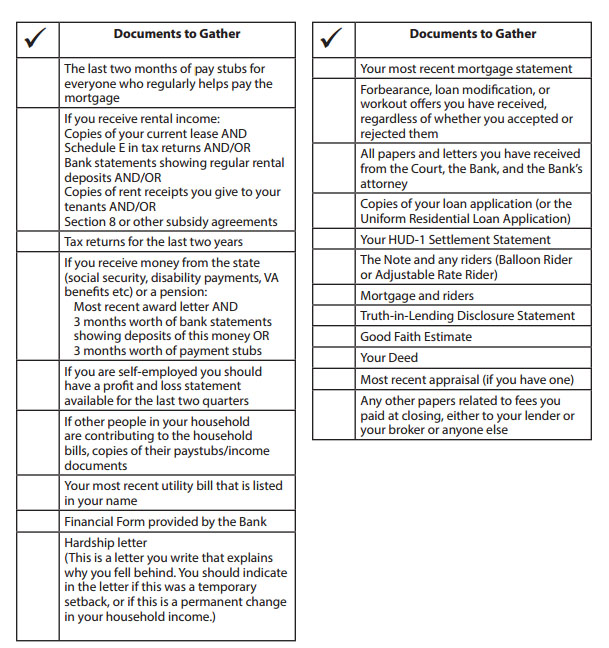 ✓ Documents to Gather
The last two months of pay stubs for
everyone who regularly helps pay the
mortgage
If you receive rental income:
Copies of your current lease AND
Schedule E in tax returns AND/OR
Bank statements showing regular rental
deposits AND/OR
Copies of rent receipts you give to your
tenants AND/OR
Section 8 or other subsidy agreements
Tax returns for the last two years
If you receive money from the state
(social security, disability payments, VA
benefits etc) or a pension:
Most recent award letter AND
3 months worth of bank statements
showing deposits of this money OR
3 months worth of payment stubs
If you are self-employed you should
have a profit and loss statement
available for the last two quarters
If other people in your household
are contributing to the household
bills, copies of their paystubs/income
documents
Your most recent utility bill that is listed
in your name
Financial Form provided by the Bank
Hardship letter
(This is a letter you write that explains
why you fell behind. You should indicate
in the letter if this was a temporary
setback, or if this is a permanent change
in your household income.)
✓ Documents to Gather
Your most recent mortgage statement
Forbearance, loan modification, or
workout offers you have received,
regardless of whether you accepted or
rejected them
All papers and letters you have received
from the Court, the Bank, and the Bank's
attorney
Copies of your loan application (or the
Uniform Residential Loan Application)
Your HUD-1 Settlement Statement
The Note and any riders (Balloon Rider
or Adjustable Rate Rider)
Mortgage and riders
Truth-in-Lending Disclosure Statement
Good Faith Estimate
Your Deed
Most recent appraisal (if you have one)
Any other papers related to fees you
paid at closing, either to your lender or
your broker or anyone else